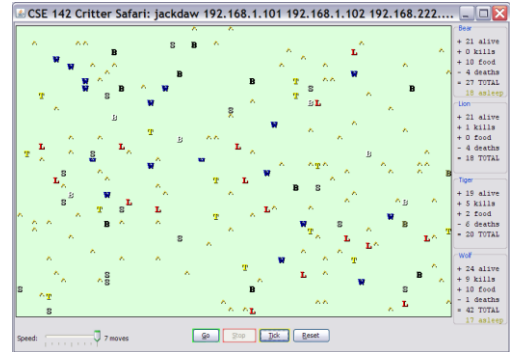 CSE 142 Critter Safari: jackdaw 192.168.1.101 192.168.1.102 192.168.222....
Bear
+ 21 alive
+ 0 kills
+ 10 food
- 4 deaths
= 27 TOTAL
18 asleep
Lion
+ 21 alive
+ 1 kills
+ 0 food
- 4 deaths
= 18 TOTAL
Tiger
+ 19 alive
+ 5 kills
+ 2 food
- 6 deaths
= 20 TOTAL
Wolf
+ 24 alive
+ 9 kills
+ 10 food
- 1 deaths
= 42 TOTAL
17 asleep
Speed: 7 moves Go Stop Tick Reset